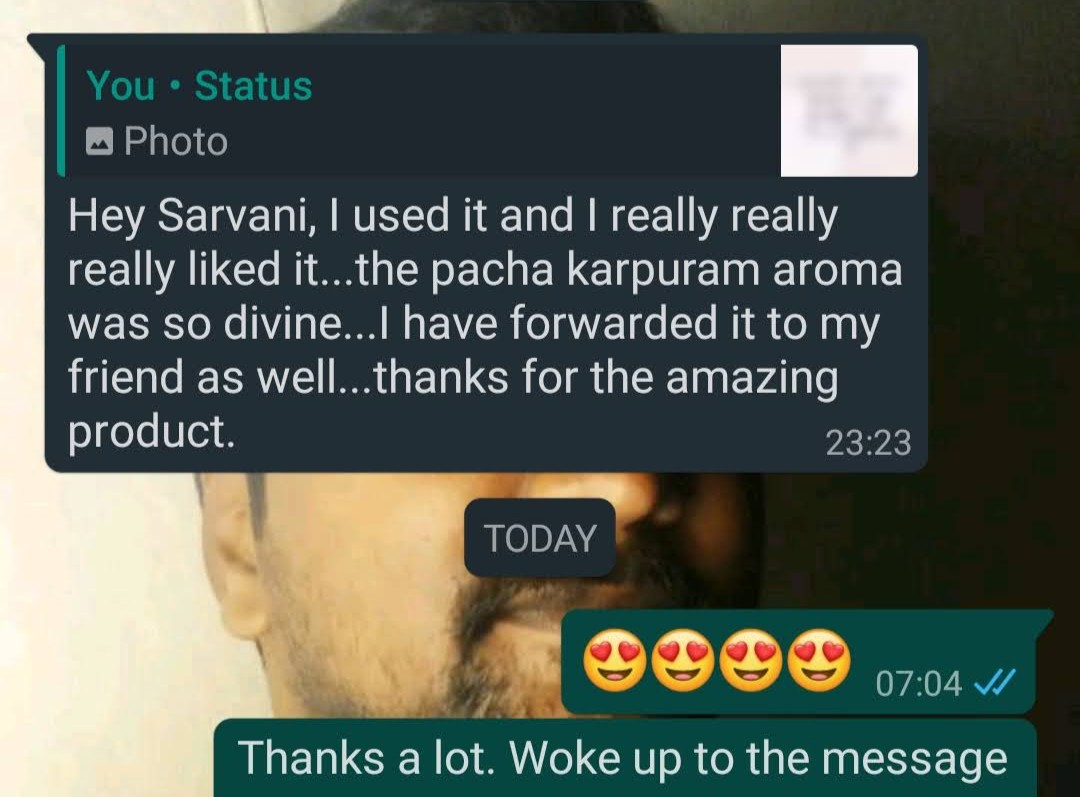 You • Status
Photo
Hey Sarvani, I used it and I really really
really liked it...the pacha karpuram aroma
was so divine...I have forwarded it to my
friend as well...thanks for the amazing
product.
23:23
TODAY
😍😍😍😍 07:04
Thanks a lot. Woke up to the message